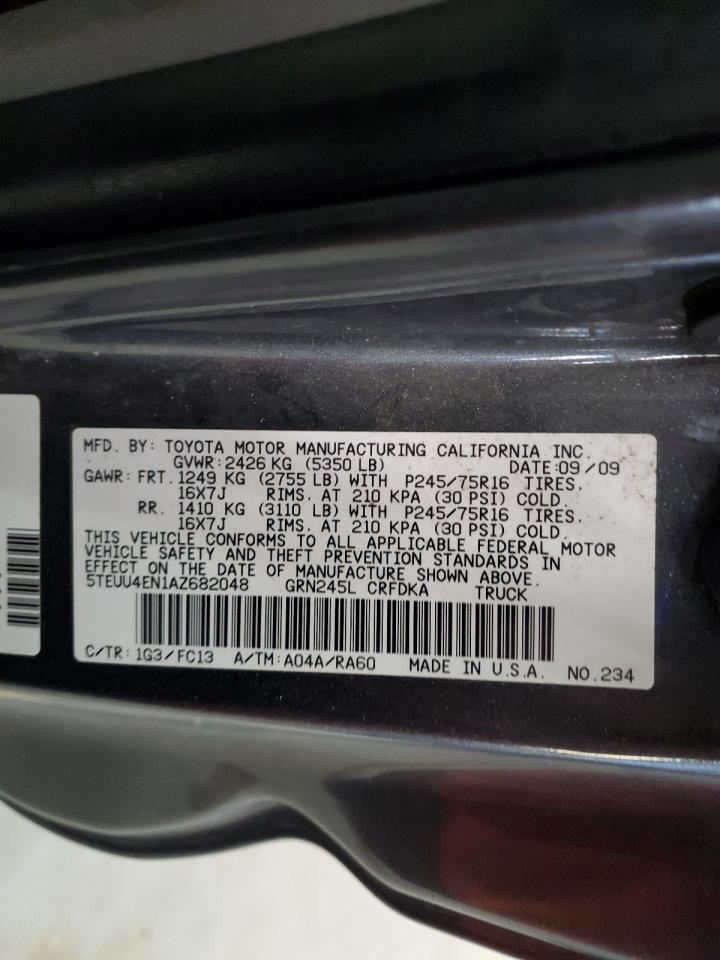 MFD. BY: TOYOTA MOTOR MANUFACTURING CALIFORNIA INC.
GVWR: 2426 KG (5350 LB) DATE: 09/09
GAWR: FRT. 1249 KG (2755 LB) WITH P245/75R16 TIRES.
16X7J RIMS. AT 210 KPA (30 PSI) COLD.
RR. 1410 KG (3110 LB) WITH P245/75R16 TIRES.
16X7J RIMS. AT 210 KPA (30 PSI) COLD.
THIS VEHICLE CONFORMS TO ALL APPLICABLE FEDERAL MOTOR
VEHICLE SAFETY AND THEFT PREVENTION STANDARDS IN
EFFECT ON THE DATE OF MANUFACTURE SHOWN ABOVE.
5TEUU4EN1AZ682048 GRN245L CRFDKA TRUCK
C/TR: 1G3/FC13 A/TM: A04A/RA60 MADE IN U.S.A. NO.234